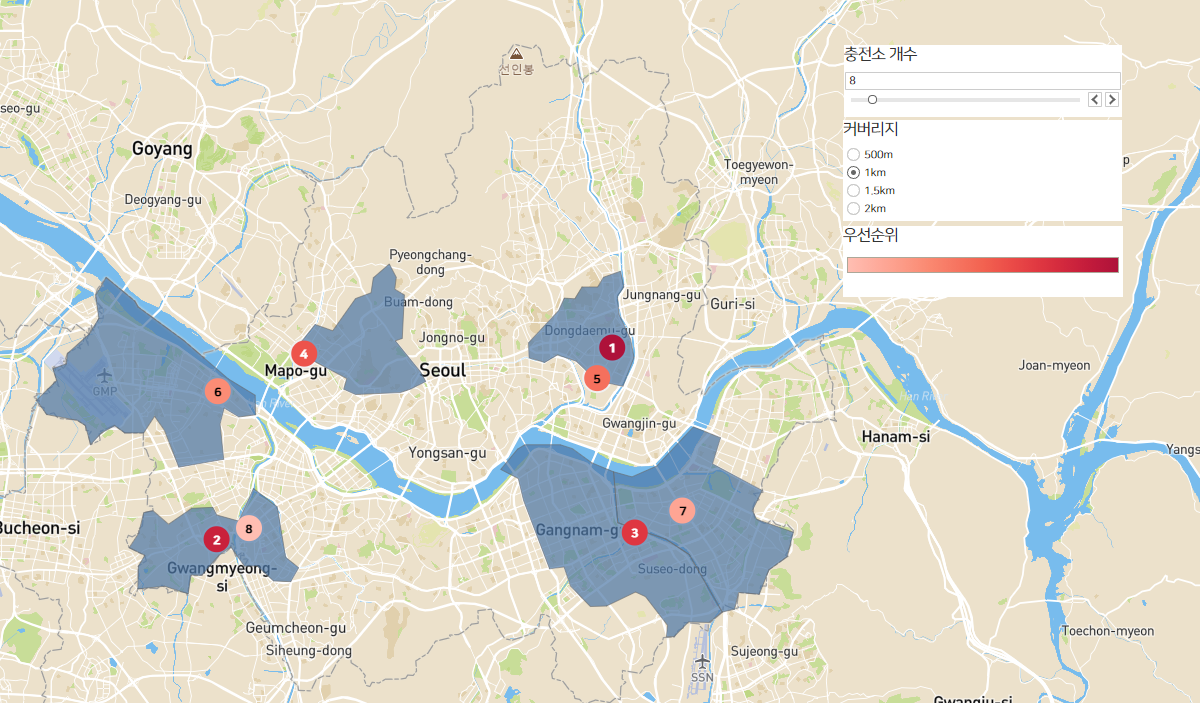 선인봉
충전소 개수
8
seo-gu
커버리지
Goyang
500m
Toegyewon-
myeon
1km
1,5km
Deogyang-gu
2km
우선순위
Pyeongchang-
dong
Buam-dong
Jungnang-gu
Guri-si
Dongdaemu-gu
Jongno-gu
1
4
Mapo-gu
Seoul
Joan-myeon
5
GMP
6
Gwangjin-gu
Hanam-si
Yongsan-gu
Yangs
7
Bucheon-si
8
Gangnam-g
3
2
Gwangmyeong-
si
Suseo-dong
Geumcheon-gu
Toechon-myeon
Siheung-dong
Sujeong-gu
SSN
Gwangju-si